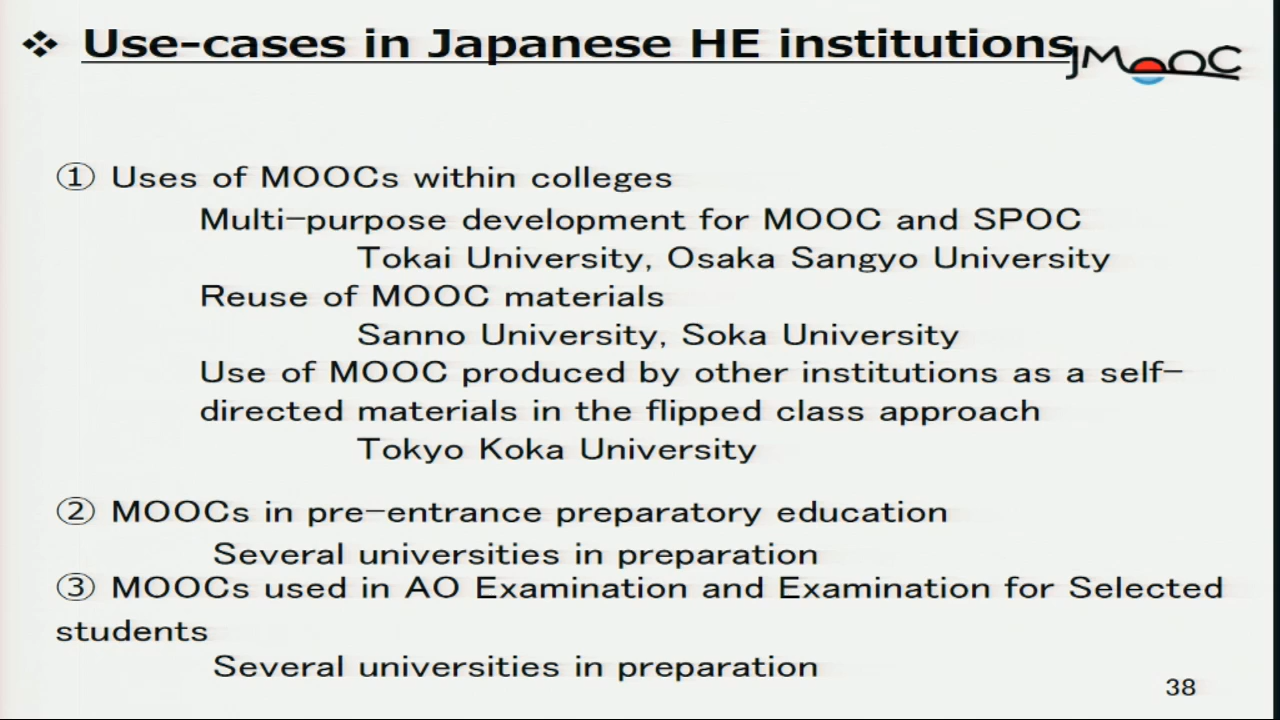 ❖ Use-cases in Japanese HE institutions
JMOOC
① Uses of MOOCs within colleges
Multi-purpose development for MOOC and SPOC
Tokai University, Osaka Sangyo University
Reuse of MOOC materials
Sanno University, Soka University
Use of MOOC produced by other institutions as a self-
directed materials in the flipped class approach
Tokyo Koka University
② MOOCs in pre-entrance preparatory education
Several universities in preparation
③ MOOCs used in AO Examination and Examination for Selected
students
Several universities in preparation
38